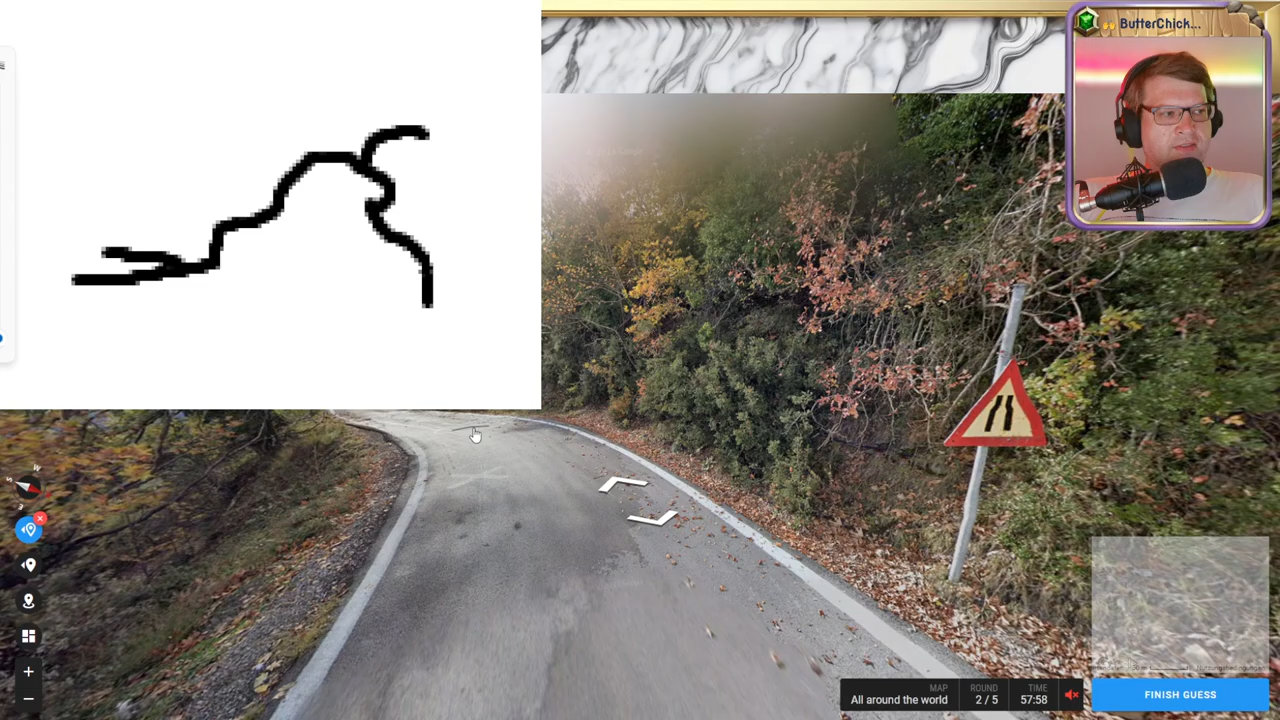 ButterChick...
W
S
MAP
All around the world
ROUND
2 / 5
TIME
57:58
FINISH GUESS